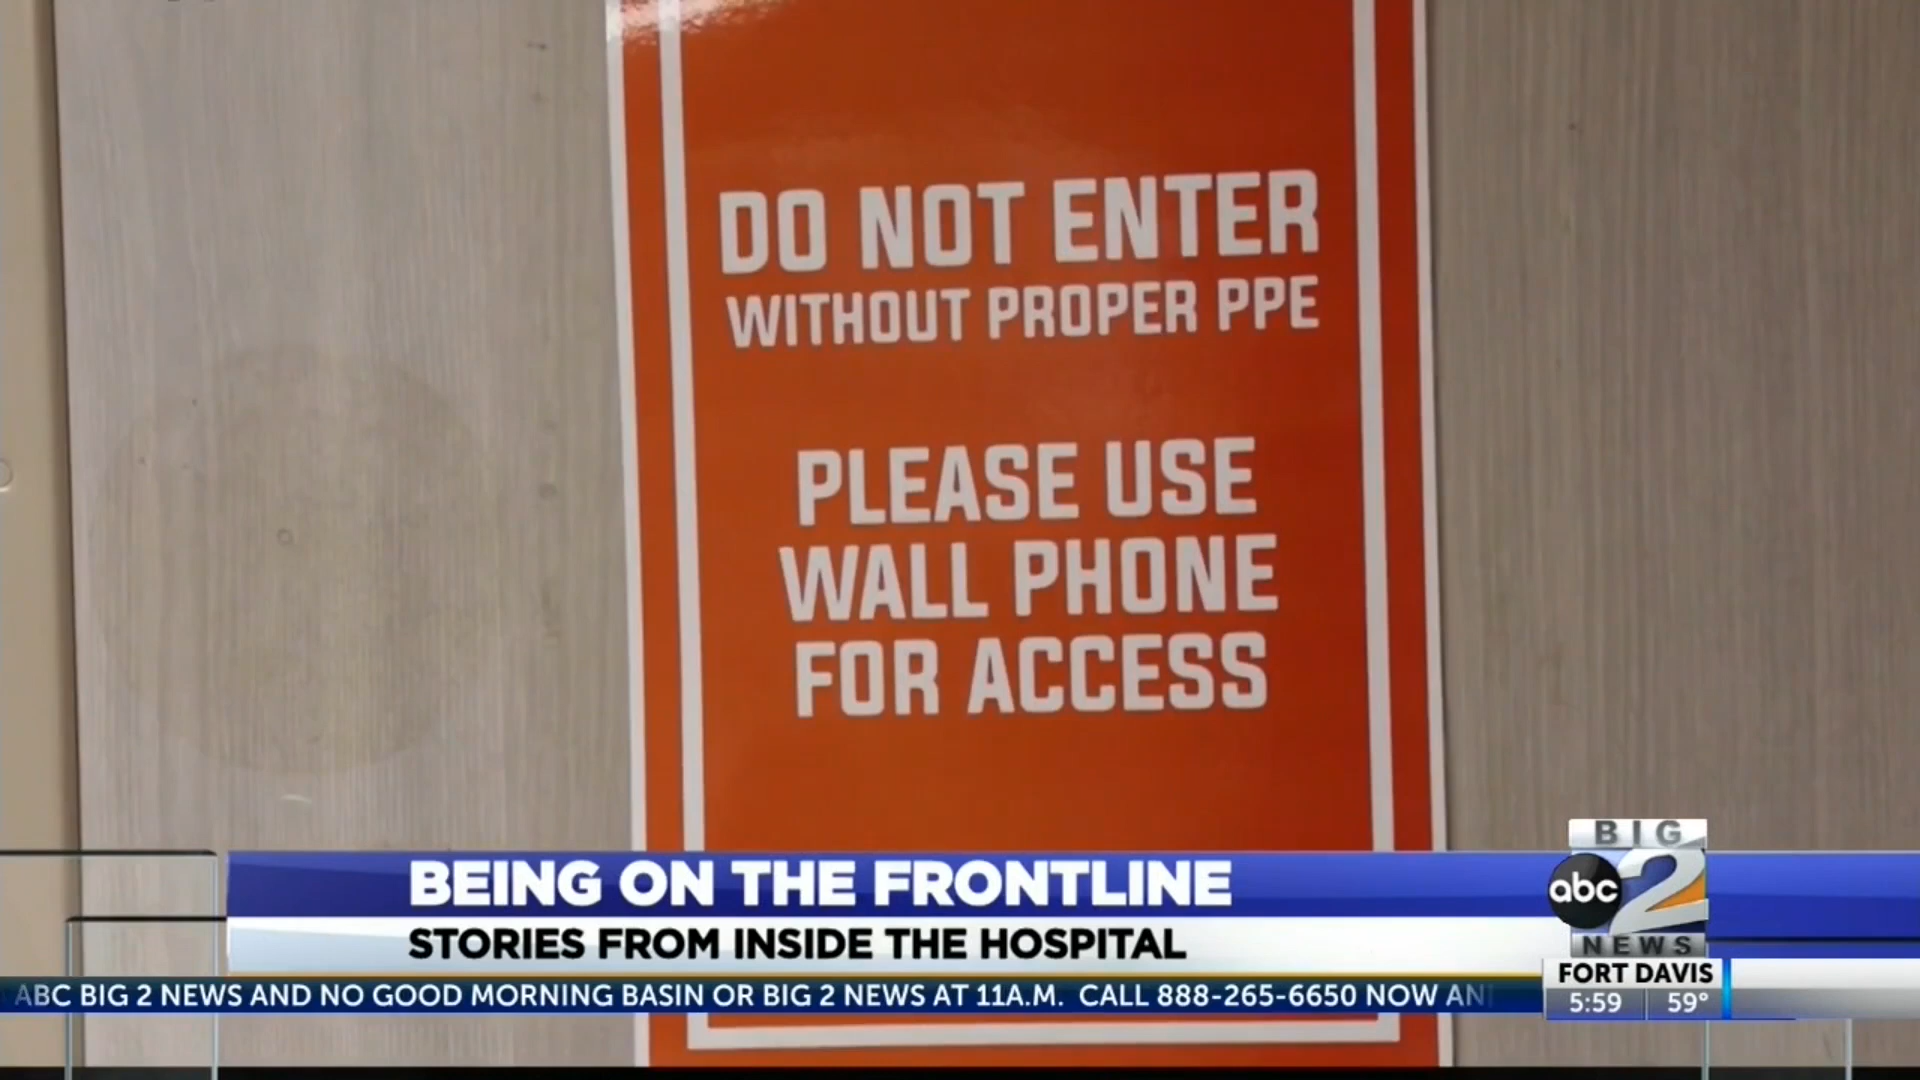 DO NOT ENTER
WITHOUT PROPER PPE
PLEASE USE
WALL PHONE
FOR ACCESS
BEING ON THE FRONTLINE
STORIES FROM INSIDE THE HOSPITAL
BIG
abc 2
NEWS
FORT DAVIS
5:59 59°
ABC BIG 2 NEWS AND NO GOOD MORNING BASIN OR BIG 2 NEWS AT 11A.M. CALL 888-265-6650 NOW AN